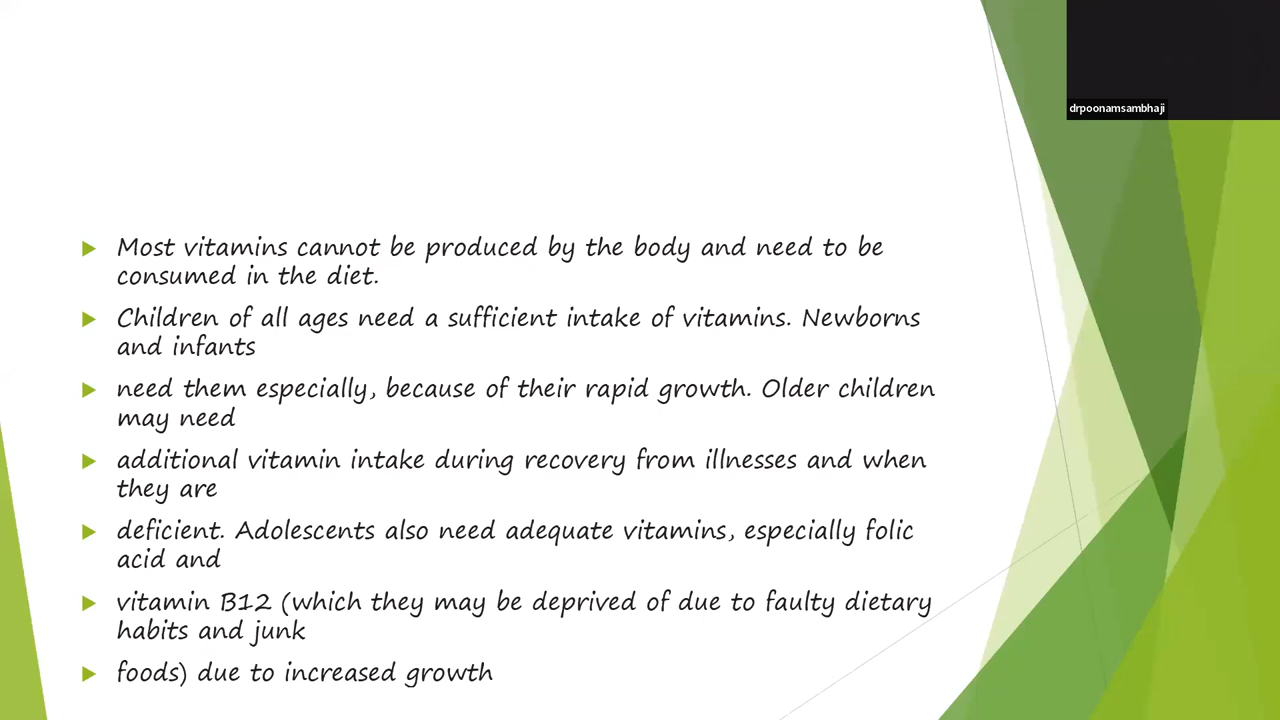 drpoonamsambhaji
Most vitamins cannot be produced by the body and need to be
consumed in the diet.
Children of all ages need a sufficient intake of vitamins. Newborns
and infants
need them especially, because of their rapid growth. Older children
may need
additional vitamin intake during recovery from illnesses and when
they are
deficient. Adolescents also need adequate vitamins, especially folic
acid and
vitamin B12 (which they may be deprived of due to faulty dietary
habits and junk
foods) due to increased growth